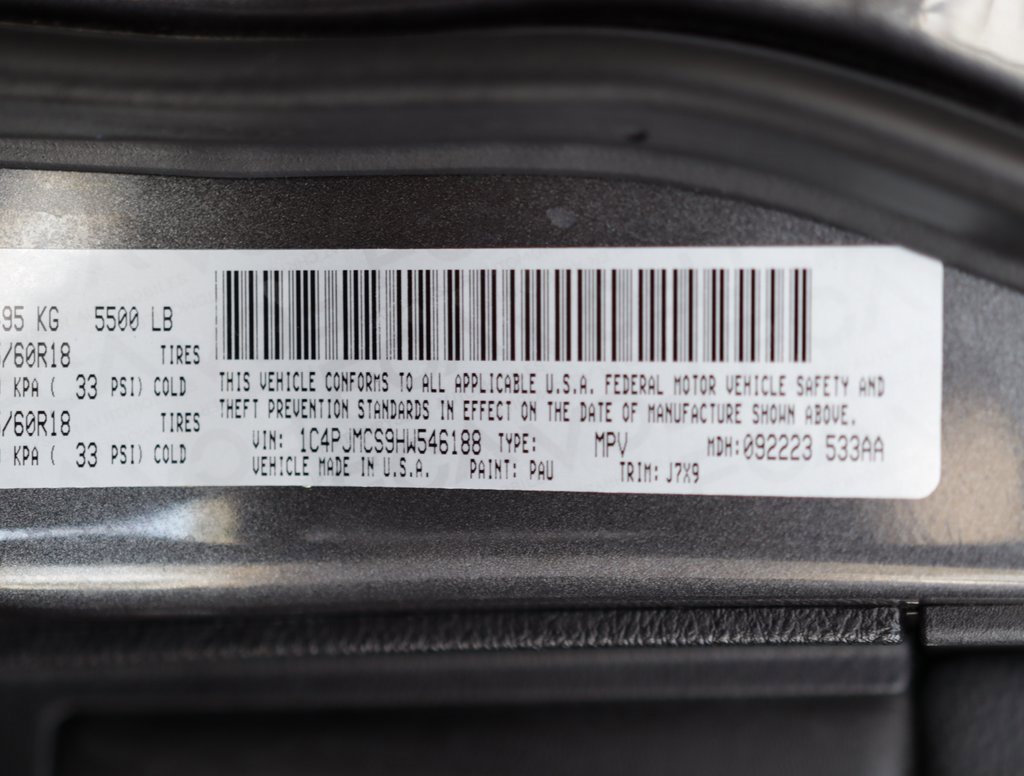 95 KG 5500 LB
/60R18 TIRES
KPA ( 33 PSI) COLD
/60R18 TIRES
KPA ( 33 PSI) COLD
THIS VEHICLE CONFORMS TO ALL APPLICABLE U.S.A. FEDERAL MOTOR VEHICLE SAFETY AND
THEFT PREVENTION STANDARDS IN EFFECT ON THE DATE OF MANUFACTURE SHOWN ABOVE.
VIN: 1C4PJMCS9HW546188 TYPE: MPV MDH:092223 533AA
VEHICLE MADE IN U.S.A. PAINT: PAU TRIM: J7X9